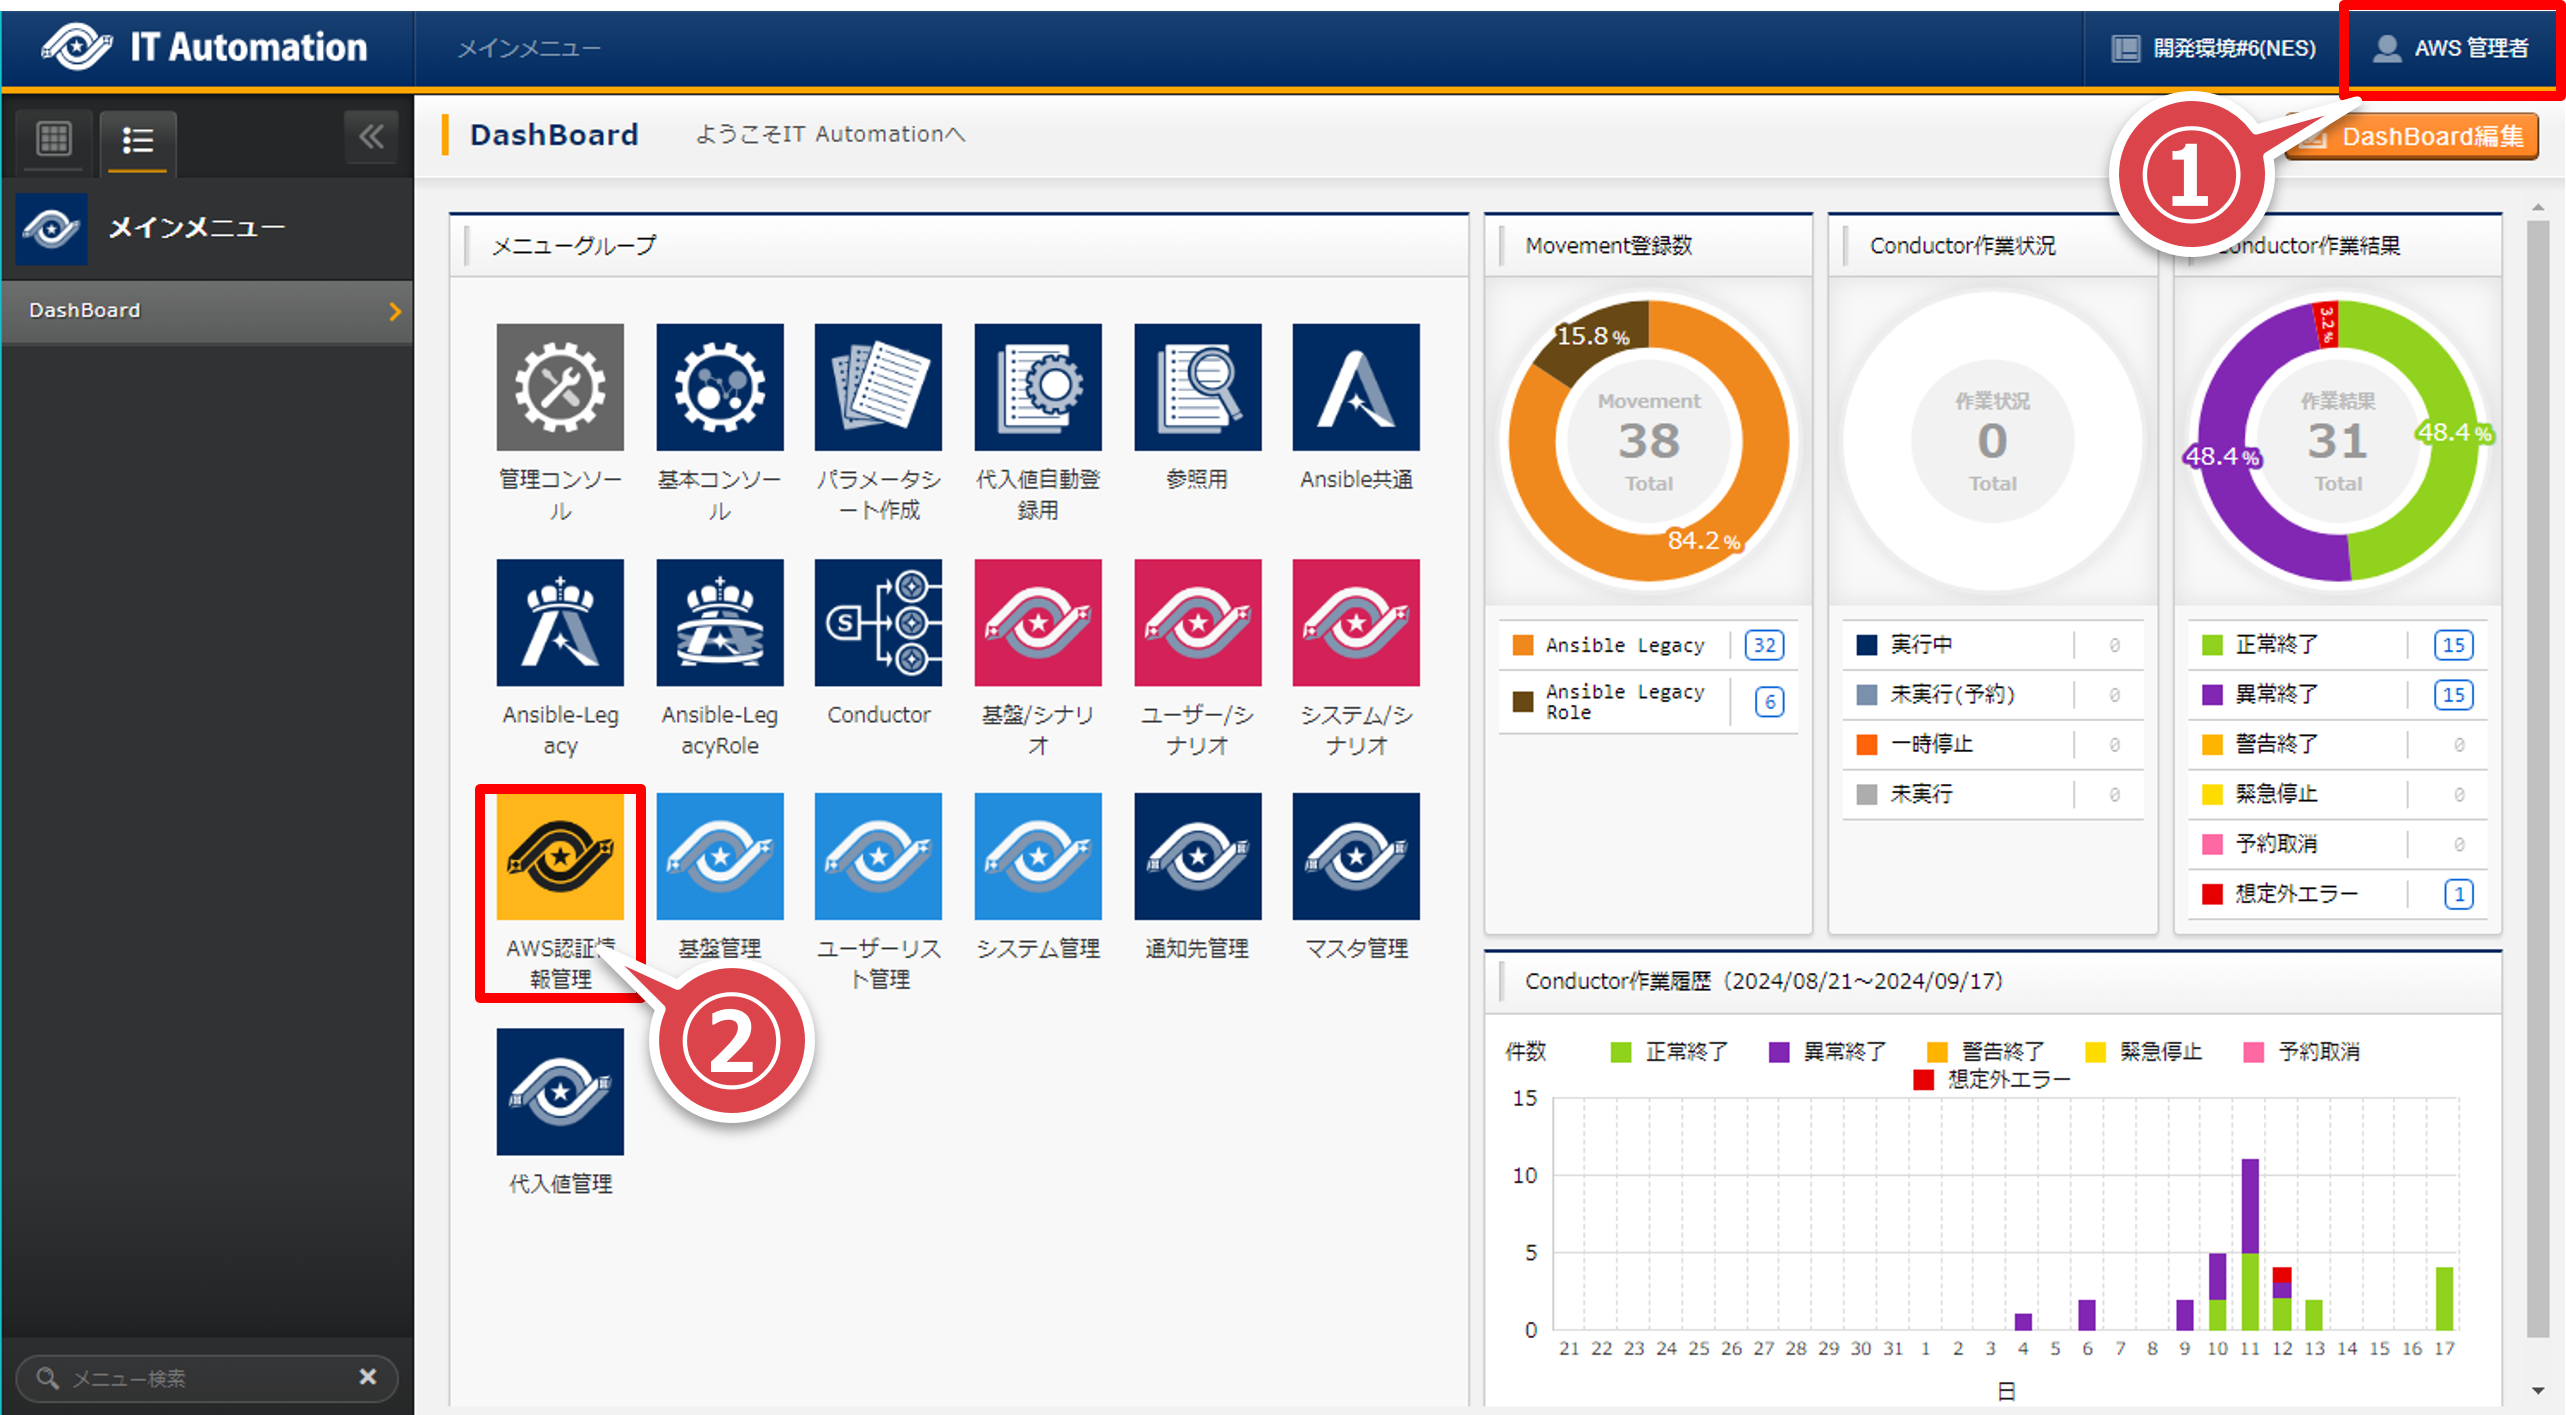 IT Automation
メインメニュー
開発環境#6(NES)
AWS 管理者
メインメニュー
DashBoard
メニュー検索
DashBoard
ようこそIT Automationへ
DashBoard編集
①
メニューグループ
管理コンソー
ル
基本コンソー
ル
パラメータシ
ート作成
代入値自動登
録用
参照用
Ansible共通
Ansible-Leg
acy
Ansible-Leg
acyRole
Conductor
基盤/シナリ
オ
ユーザー/シ
ナリオ
システム/シ
ナリオ
AWS認証情
報管理
基盤管理
ユーザーリス
ト管理
システム管理
通知先管理
マスタ管理
代入値管理
②
Movement登録数
15.8 %
84.2 %
Movement
38
Total
Ansible Legacy
32
Ansible Legacy
Role
6
Conductor作業状況
作業状況
0
Total
実行中
0
未実行(予約)
0
一時停止
0
未実行
0
onductor作業結果
3.2 %
48.4 %
48.4 %
作業結果
31
Total
正常終了
15
異常終了
15
警告終了
0
緊急停止
0
予約取消
0
想定外エラー
1
Conductor作業履歴（2024/08/21～2024/09/17）
件数
正常終了 異常終了 警告終了 緊急停止 予約取消
想定外エラー
15
10
5
0
21 22 23 24 25 26 27 28 29 30 31 1 2 3 4 5 6 7 8 9 10 11 12 13 14 15 16 17
日